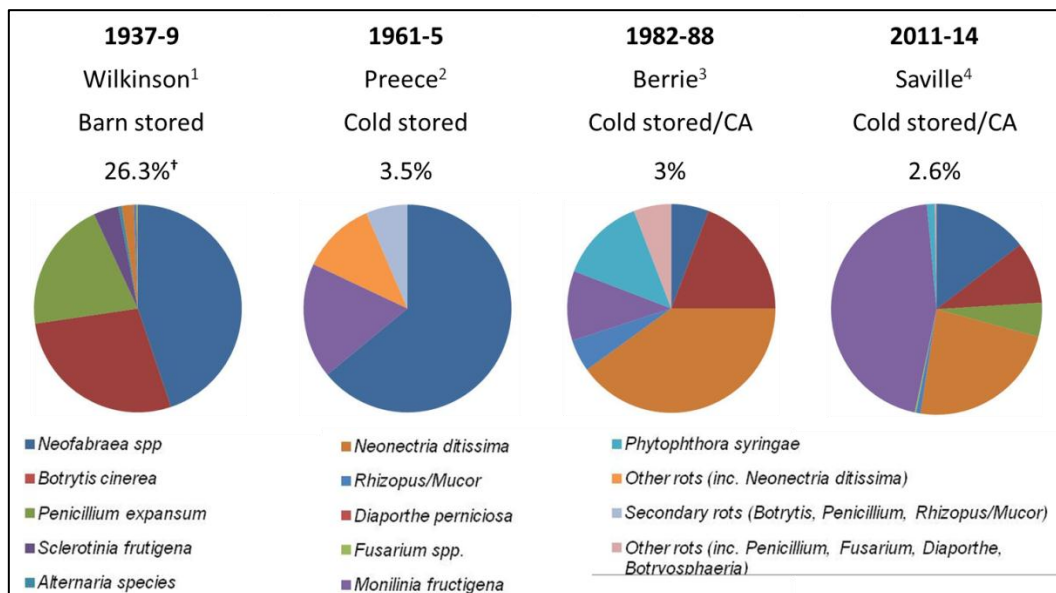 1937-9
Wilkinson¹
Barn stored
26.3%†
1961-5
Preece²
Cold stored
3.5%
1982-88
Berrie³
Cold stored/CA
3%
2011-14
Saville⁴
Cold stored/CA
2.6%
Neofabraea spp
Botrytis cinerea
Penicillium expansum
Sclerotinia frutigena
Alternaria species
Neonectria ditissima
Rhizopus/Mucor
Diaporthe perniciosa
Fusarium spp.
Monilinia fructigena
Phytophthora syringae
Other rots (inc. Neonectria ditissima)
Secondary rots (Botrytis, Penicillium, Rhizopus/Mucor)
Other rots (inc. Penicillium, Fusarium, Diaporthe,
Botryosphaeria)